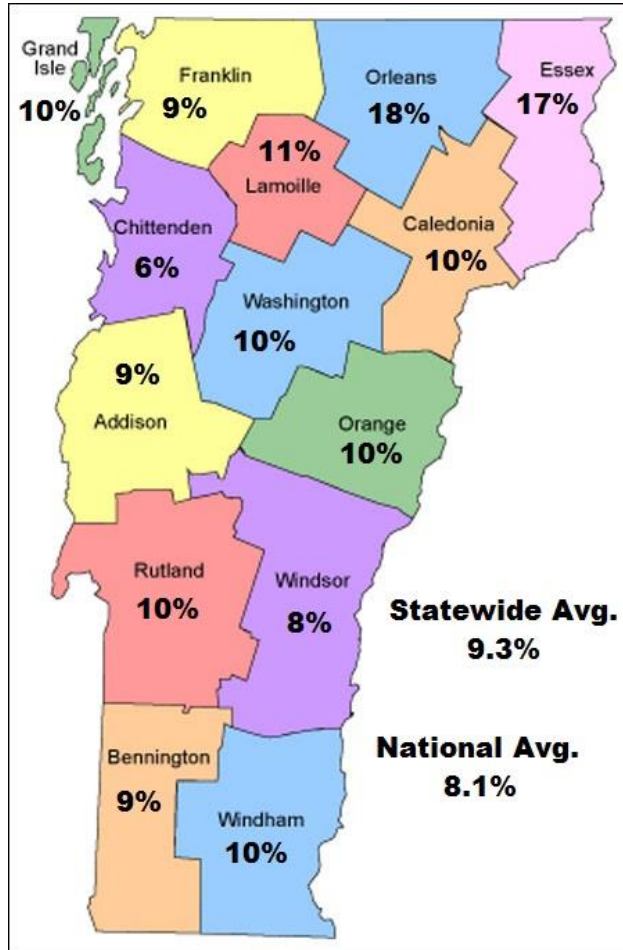 Grand
Isle
10%
Franklin
9%
Orleans
18%
Essex
17%
11%
Lamoille
Chittenden
6%
Caledonia
10%
Washington
10%
9%
Addison
Orange
10%
Rutland
10%
Windsor
8%
Statewide Avg.
9.3%
National Avg.
8.1%
Bennington
9%
Windham
10%